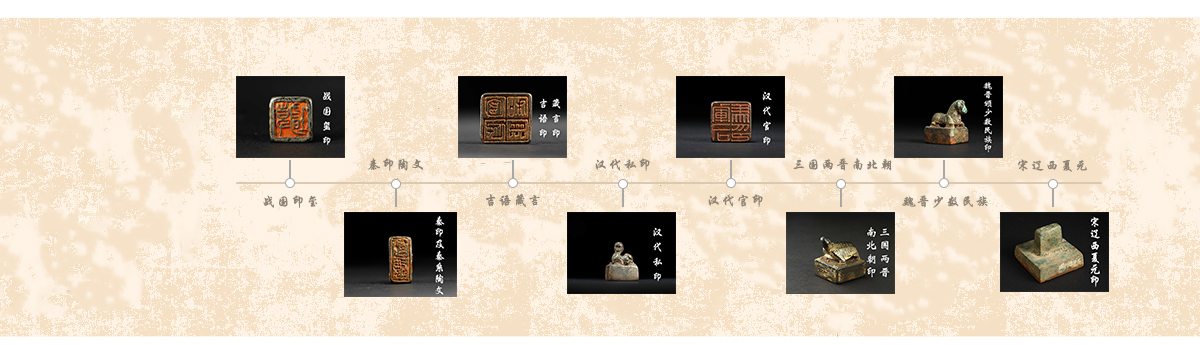 战国玺印
战国印玺
秦印陶文
秦印及秦系陶文
箴言印
吉语印
吉语箴言
汉代私印
汉代私印
汉代官印
汉代官印
三国两晋南北朝
三国两晋
南北朝印
魏晋颁少数民族印
魏晋少数民族
宋辽西夏元
宋辽西夏元印